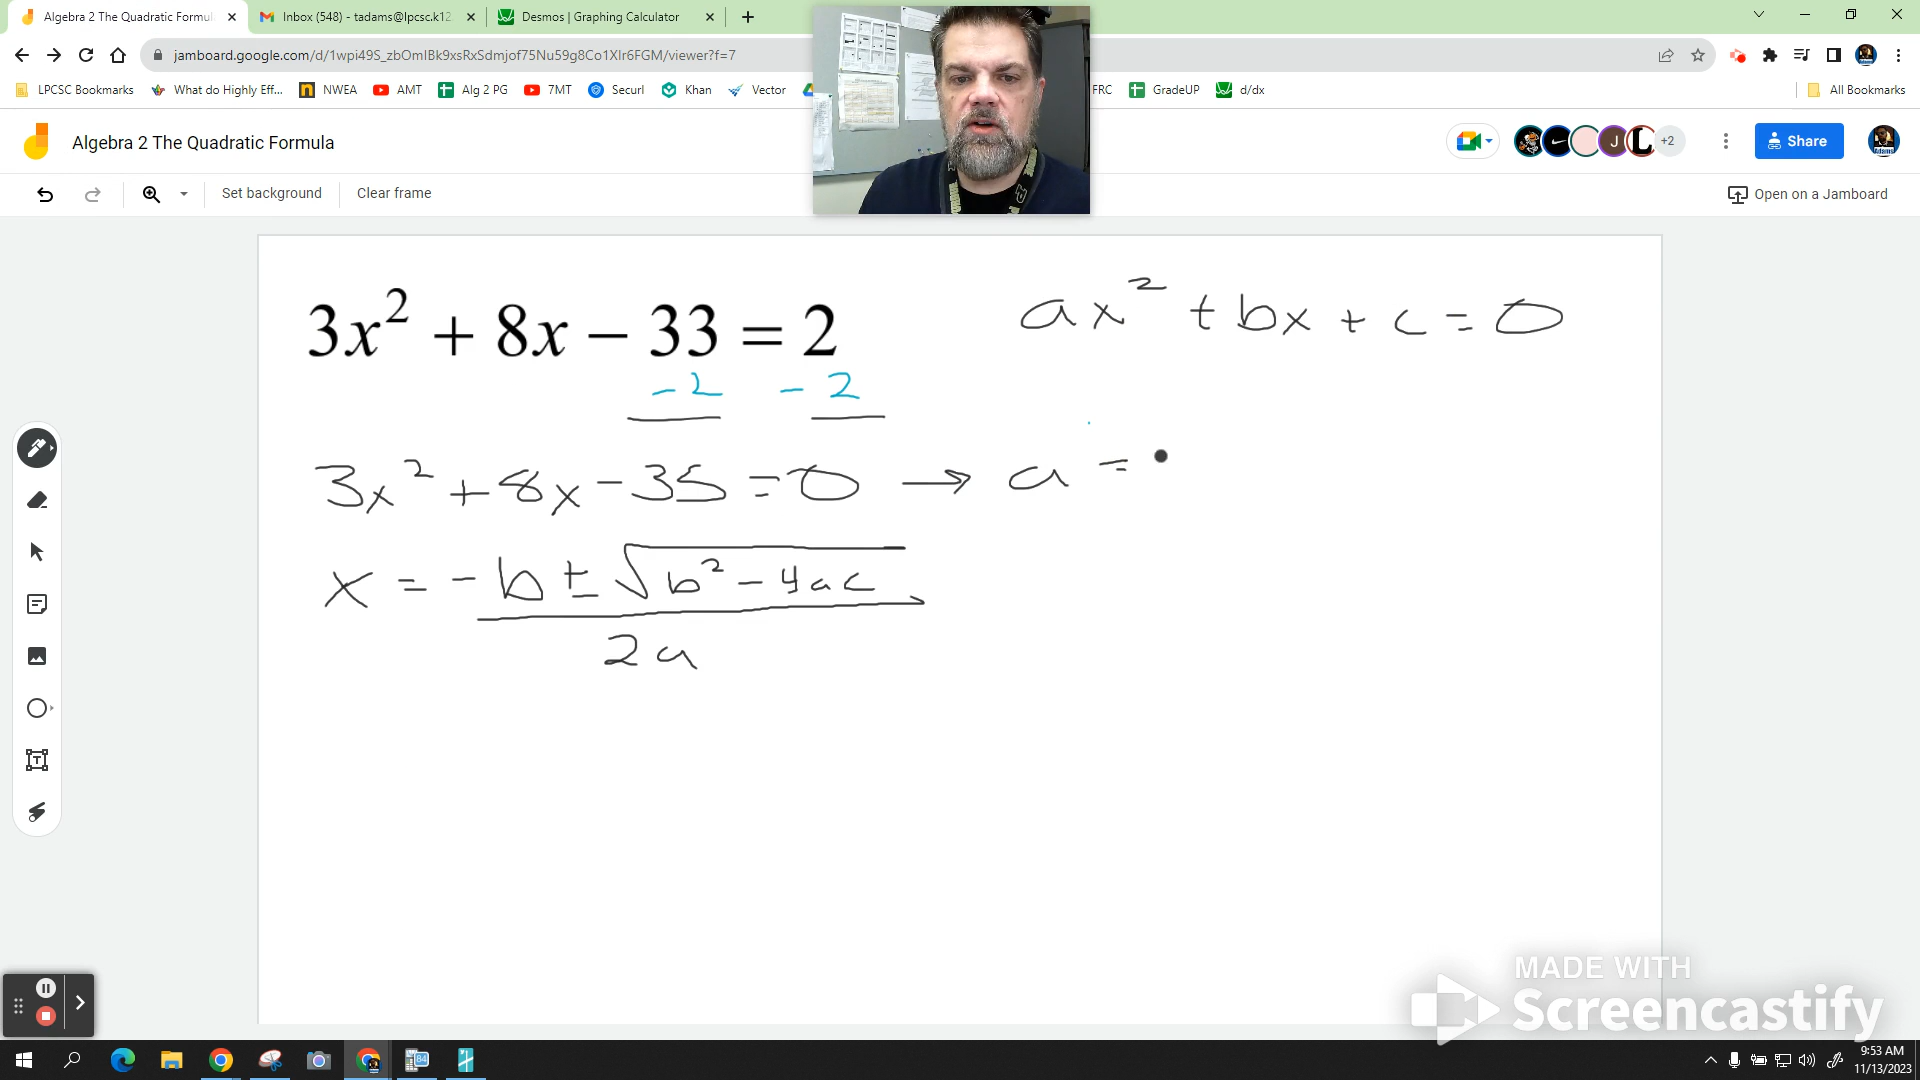 Algebra 2 The Quadratic Formul
Inbox (548) - tadams@lpcsc.k12
Desmos | Graphing Calculator
jamboard.google.com/d/1wpi49S_zbOmIBk9xsRxSdmjof75Nu59g8Co1XIr6FGM/viewer?f=7
LPCSC Bookmarks What do Highly Eff... NWEA AMT Alg 2 PG 7MT Securl Khan Vector FRC GradeUP d/dx All Bookmarks
Algebra 2 The Quadratic Formula
J L +2 Share
Set background Clear frame Open on a Jamboard
3x² + 8x − 33 = 2
ax² + bx + c = 0
-2 -2
3x² + 8x - 35 = 0 → a =
x = -b ± √b² - 4ac
2a
MADE WITH
Screencastify
84
9:53 AM
11/13/2023